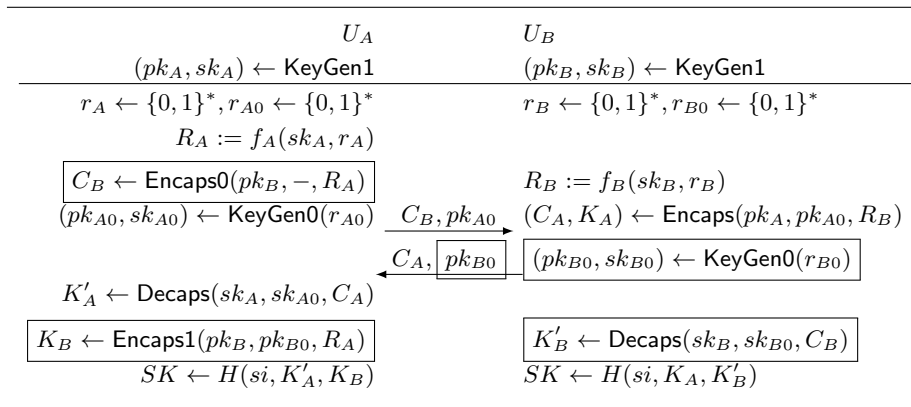 U_A U_B
(pk_A, sk_A) ← KeyGen1 (pk_B, sk_B) ← KeyGen1
r_A ← {0, 1}*, r_A0 ← {0, 1}* r_B ← {0, 1}*, r_B0 ← {0, 1}*
R_A := f_A(sk_A, r_A)
C_B ← Encaps0(pk_B, −, R_A) R_B := f_B(sk_B, r_B)
(pk_A0, sk_A0) ← KeyGen0(r_A0) C_B, pk_A0 (C_A, K_A) ← Encaps(pk_A, pk_A0, R_B)
C_A, pk_B0 (pk_B0, sk_B0) ← KeyGen0(r_B0)
K'_A ← Decaps(sk_A, sk_A0, C_A)
K_B ← Encaps1(pk_B, pk_B0, R_A) K'_B ← Decaps(sk_B, sk_B0, C_B)
SK ← H(si, K'_A, K_B) SK ← H(si, K_A, K'_B)